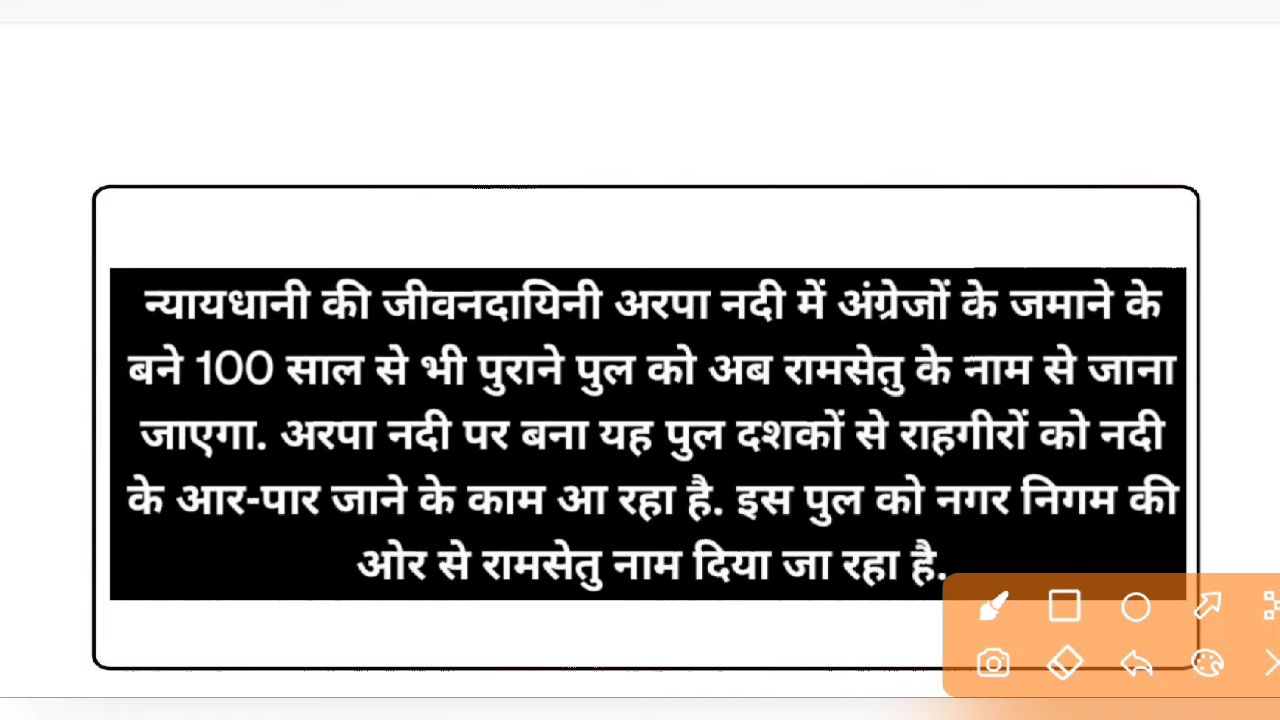 न्यायधानी की जीवनदायिनी अरपा नदी में अंग्रेजों के जमाने के
बने 100 साल से भी पुराने पुल को अब रामसेतु के नाम से जाना
जाएगा. अरपा नदी पर बना यह पुल दशकों से राहगीरों को नदी
के आर-पार जाने के काम आ रहा है. इस पुल को नगर निगम की
ओर से रामसेतु नाम दिया जा रहा है.